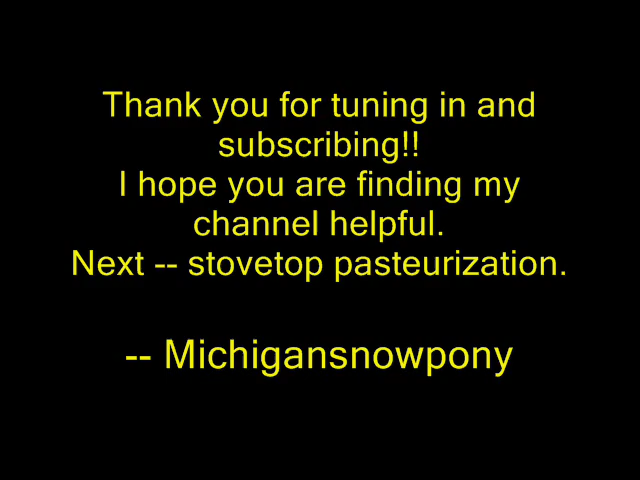 Thank you for tuning in and
subscribing!!
I hope you are finding my
channel helpful.
Next -- stovetop pasteurization.
-- Michigansnowpony